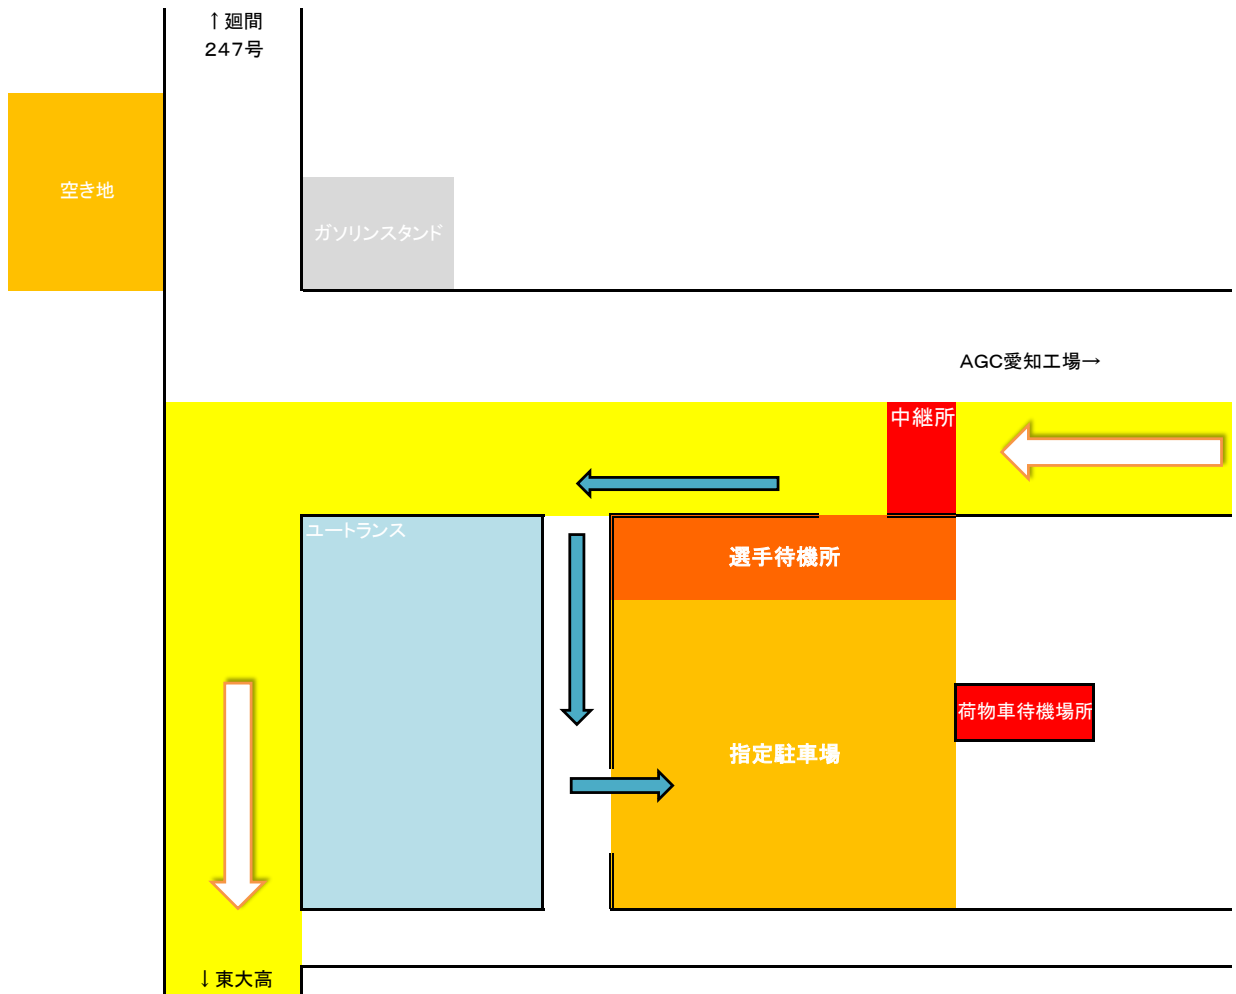 ↑廻間
247号
空き地
ガソリンスタンド
AGC愛知工場→
中継所
ユートランス
選手待機所
荷物車待機場所
指定駐車場
↓東大高